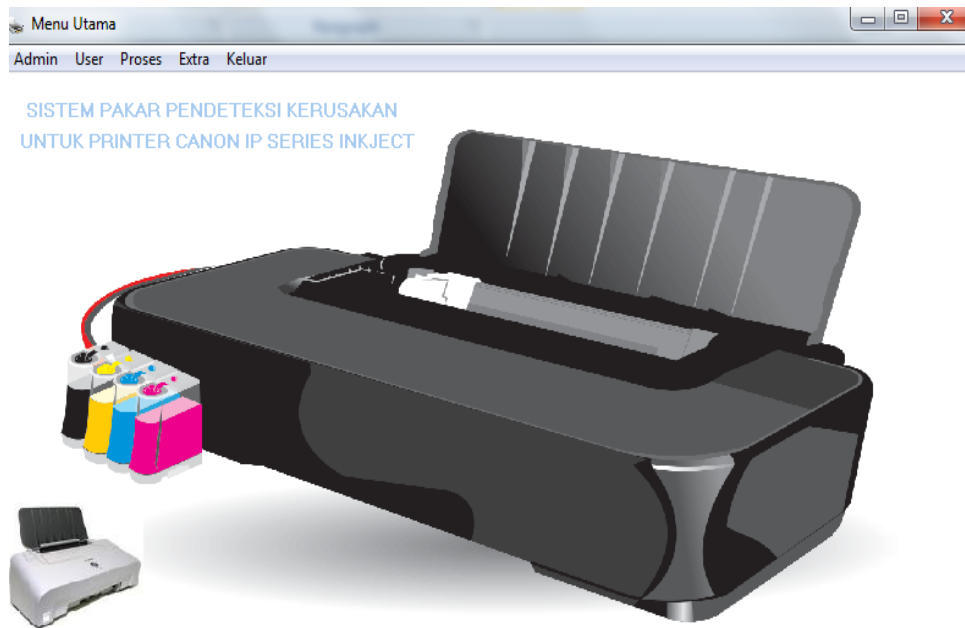 Menu Utama
Admin User Proses Extra Keluar
SISTEM PAKAR PENDETEKSI KERUSAKAN
UNTUK PRINTER CANON IP SERIES INKJECT